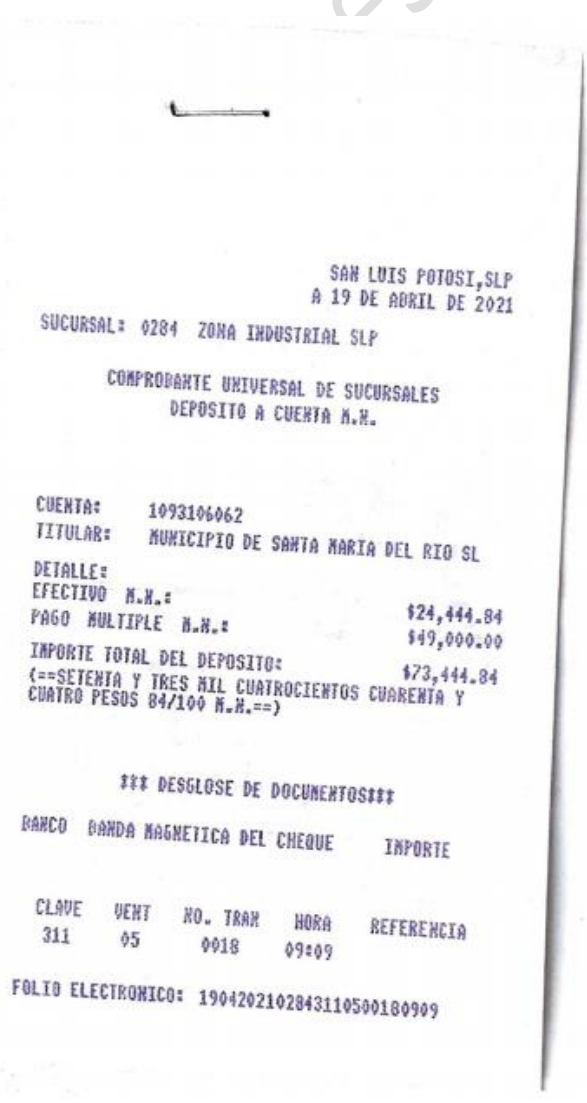 SAN LUIS POTOSI,SLP
A 19 DE ABRIL DE 2021
SUCURSAL: 0284 ZONA INDUSTRIAL SLP
COMPROBANTE UNIVERSAL DE SUCURSALES
DEPOSITO A CUENTA M.N.
CUENTA: 1093106062
TITULAR: MUNICIPIO DE SANTA MARIA DEL RIO SL
DETALLE:
EFECTIVO M.N.: $24,444.84
PAGO MULTIPLE M.N.: $49,000.00
IMPORTE TOTAL DEL DEPOSITO: $73,444.84
(==SETENTA Y TRES MIL CUATROCIENTOS CUARENTA Y
CUATRO PESOS 84/100 M.N.==)
*** DESGLOSE DE DOCUMENTOS***
BANCO BANDA MAGNETICA DEL CHEQUE IMPORTE
CLAVE VENT NO. TRAN HORA REFERENCIA
311 05 0018 09:09
FOLIO ELECTRONICO: 1904202102843110500180909